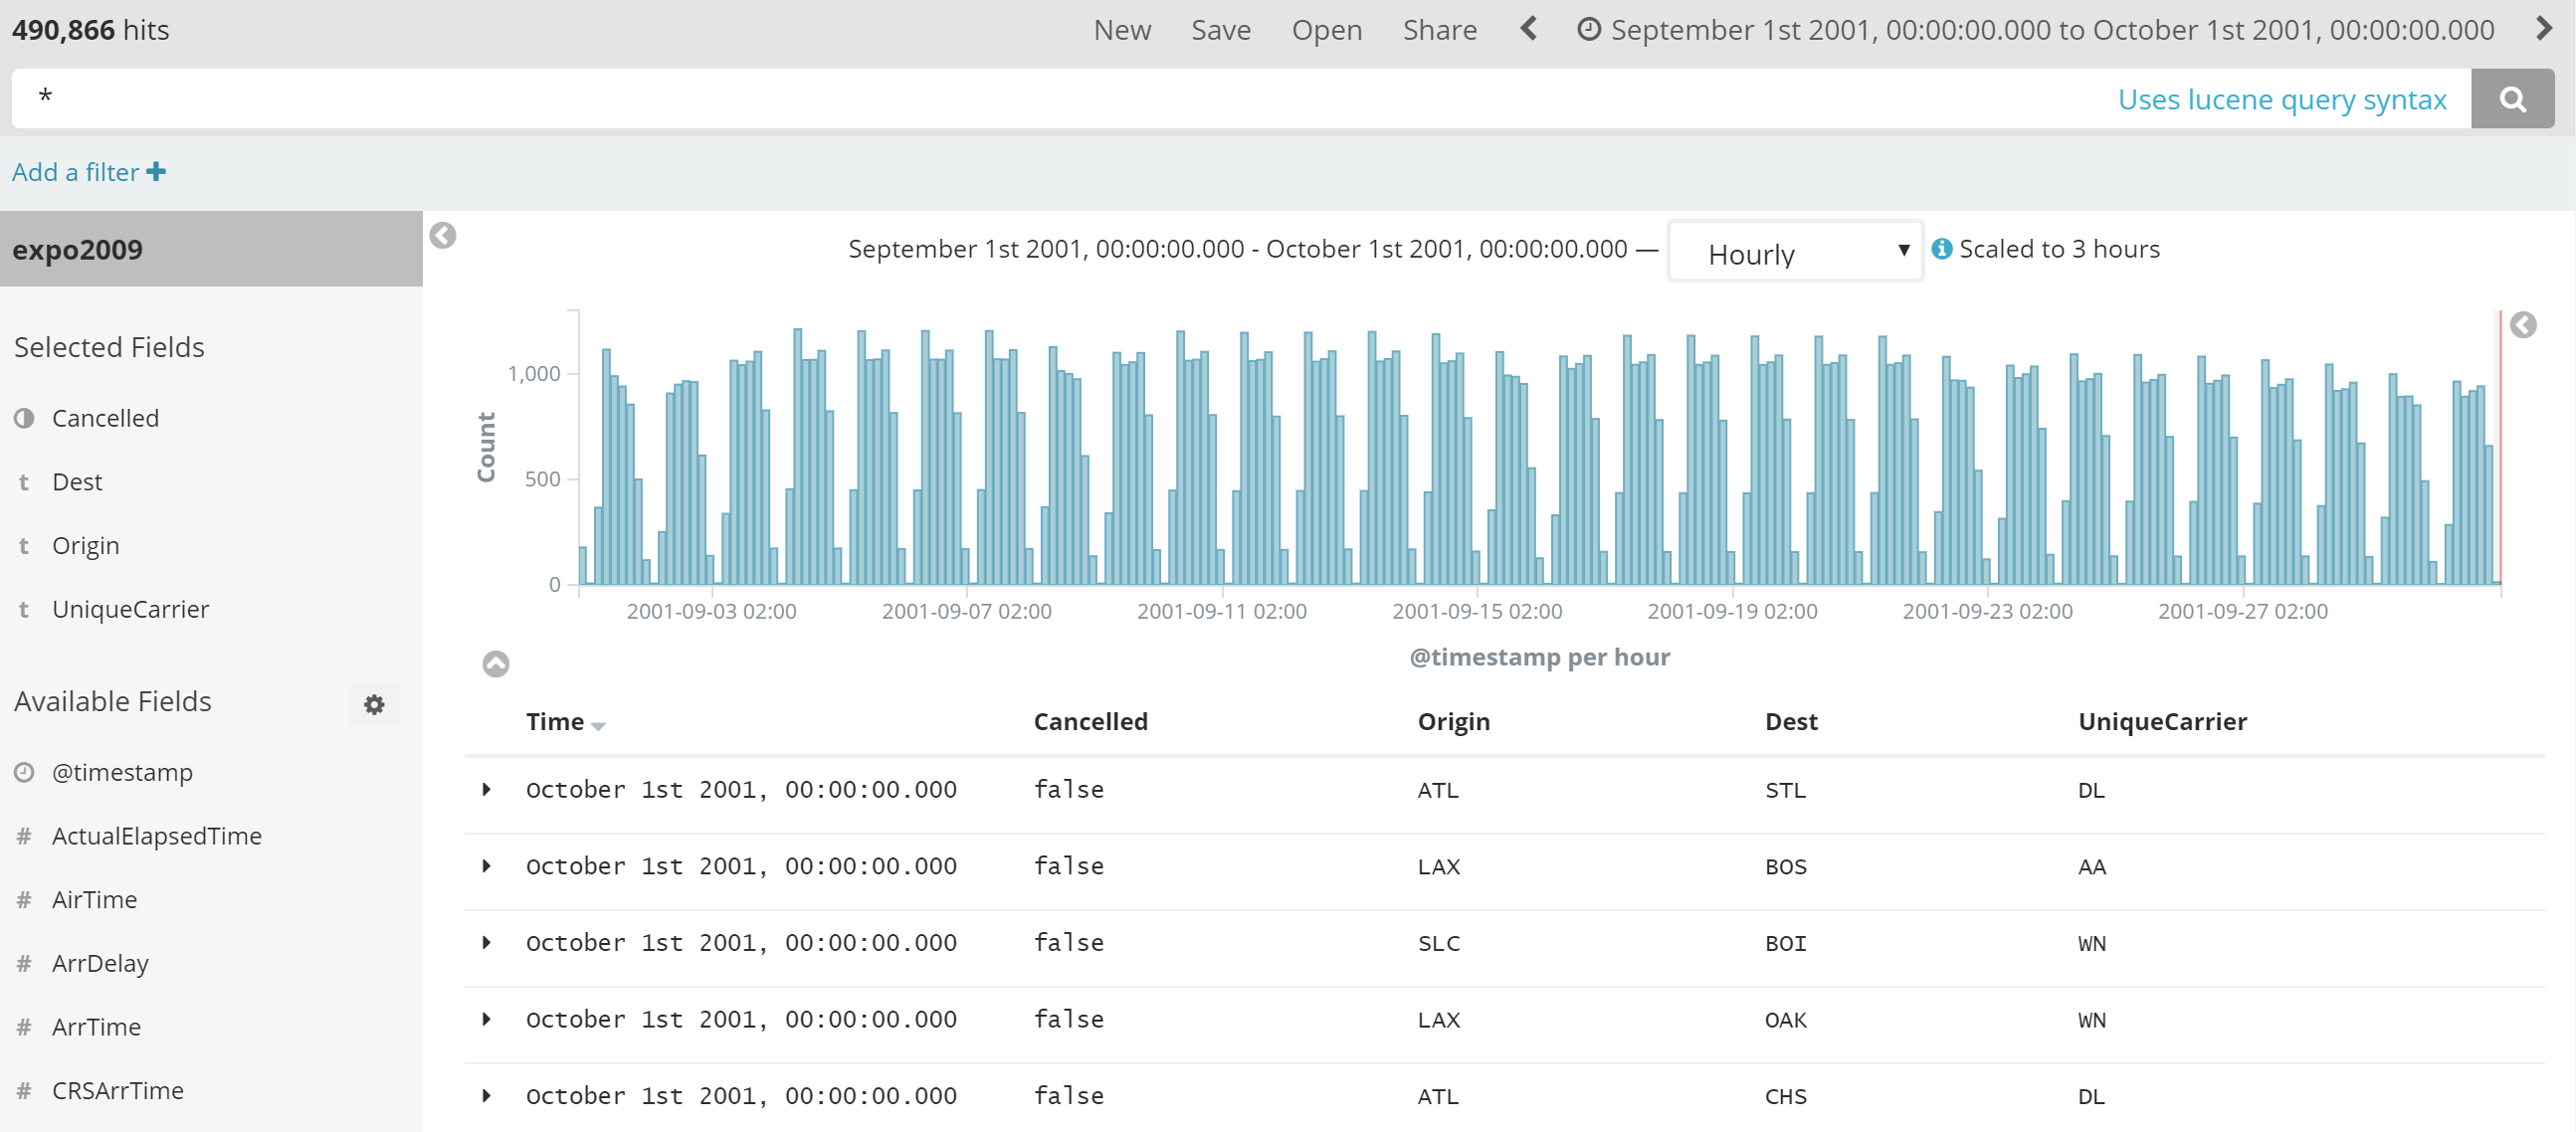 490,866 hits New Save Open Share September 1st 2001, 00:00:00.000 to October 1st 2001, 00:00:00.000
* Uses lucene query syntax
Add a filter +
expo2009
Selected Fields
Cancelled
t Dest
t Origin
t UniqueCarrier
Available Fields
@timestamp
# ActualElapsedTime
# AirTime
# ArrDelay
# ArrTime
# CRSArrTime
September 1st 2001, 00:00:00.000 - October 1st 2001, 00:00:00.000 — Hourly Scaled to 3 hours
Count
1,000
500
0
2001-09-03 02:00 2001-09-07 02:00 2001-09-11 02:00 2001-09-15 02:00 2001-09-19 02:00 2001-09-23 02:00 2001-09-27 02:00
@timestamp per hour
Time Cancelled Origin Dest UniqueCarrier
October 1st 2001, 00:00:00.000 false ATL STL DL
October 1st 2001, 00:00:00.000 false LAX BOS AA
October 1st 2001, 00:00:00.000 false SLC BOI WN
October 1st 2001, 00:00:00.000 false LAX OAK WN
October 1st 2001, 00:00:00.000 false ATL CHS DL